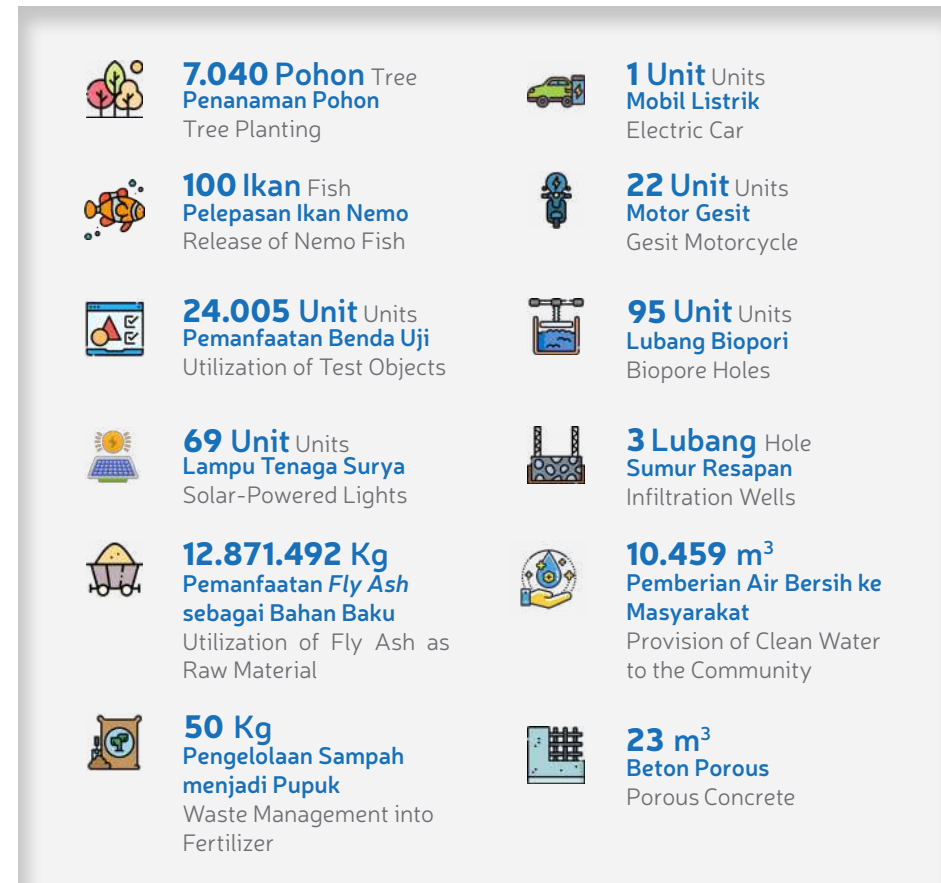 7.040 Pohon Tree
Penanaman Pohon
Tree Planting
100 Ikan Fish
Pelepasan Ikan Nemo
Release of Nemo Fish
24.005 Unit Units
Pemanfaatan Benda Uji
Utilization of Test Objects
69 Unit Units
Lampu Tenaga Surya
Solar-Powered Lights
12.871.492 Kg
Pemanfaatan Fly Ash
sebagai Bahan Baku
Utilization of Fly Ash as
Raw Material
50 Kg
Pengelolaan Sampah
menjadi Pupuk
Waste Management into
Fertilizer
1 Unit Units
Mobil Listrik
Electric Car
22 Unit Units
Motor Gesit
Gesit Motorcycle
95 Unit Units
Lubang Biopori
Biopore Holes
3 Lubang Hole
Sumur Resapan
Infiltration Wells
10.459 m³
Pemberian Air Bersih ke
Masyarakat
Provision of Clean Water
to the Community
23 m³
Beton Porous
Porous Concrete